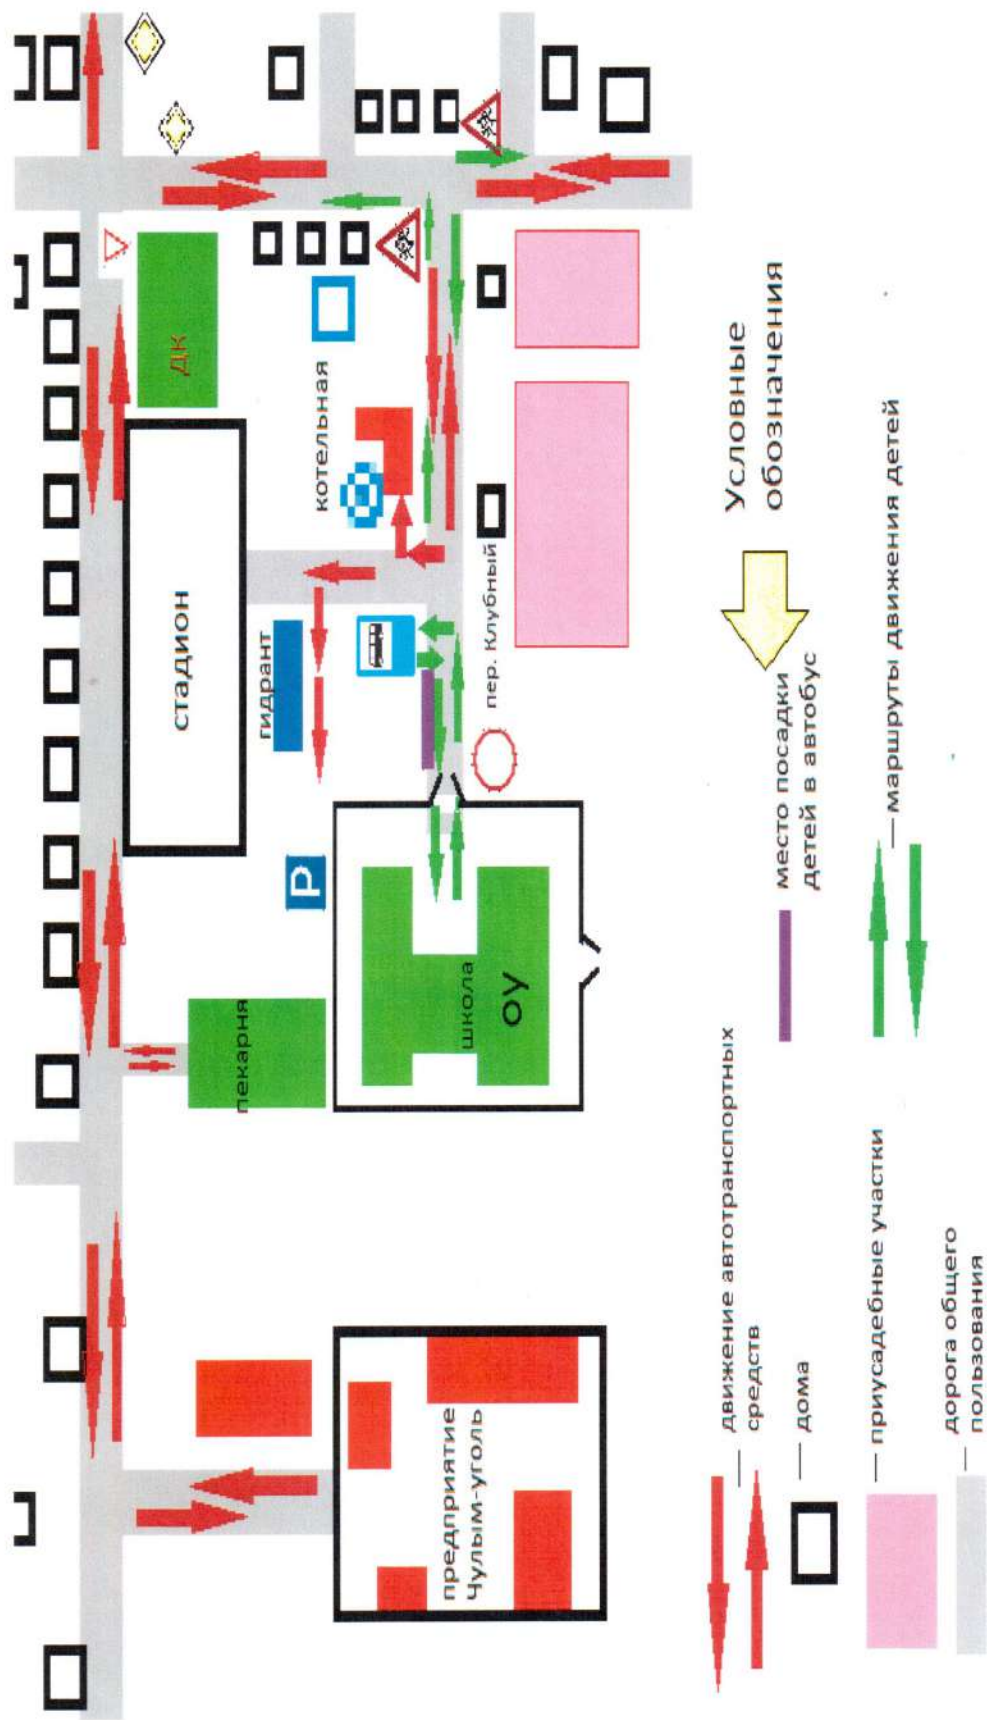 ДК
стадион
котельная
гидрант
пер. Клубный
P
пекарня
школа
ОУ
предприятие
Чулым-уголь
Условные
обозначения
движение автотранспортных
средств
дома
приусадебные участки
дорога общего
пользования
место посадки
детей в автобус
маршруты движения детей